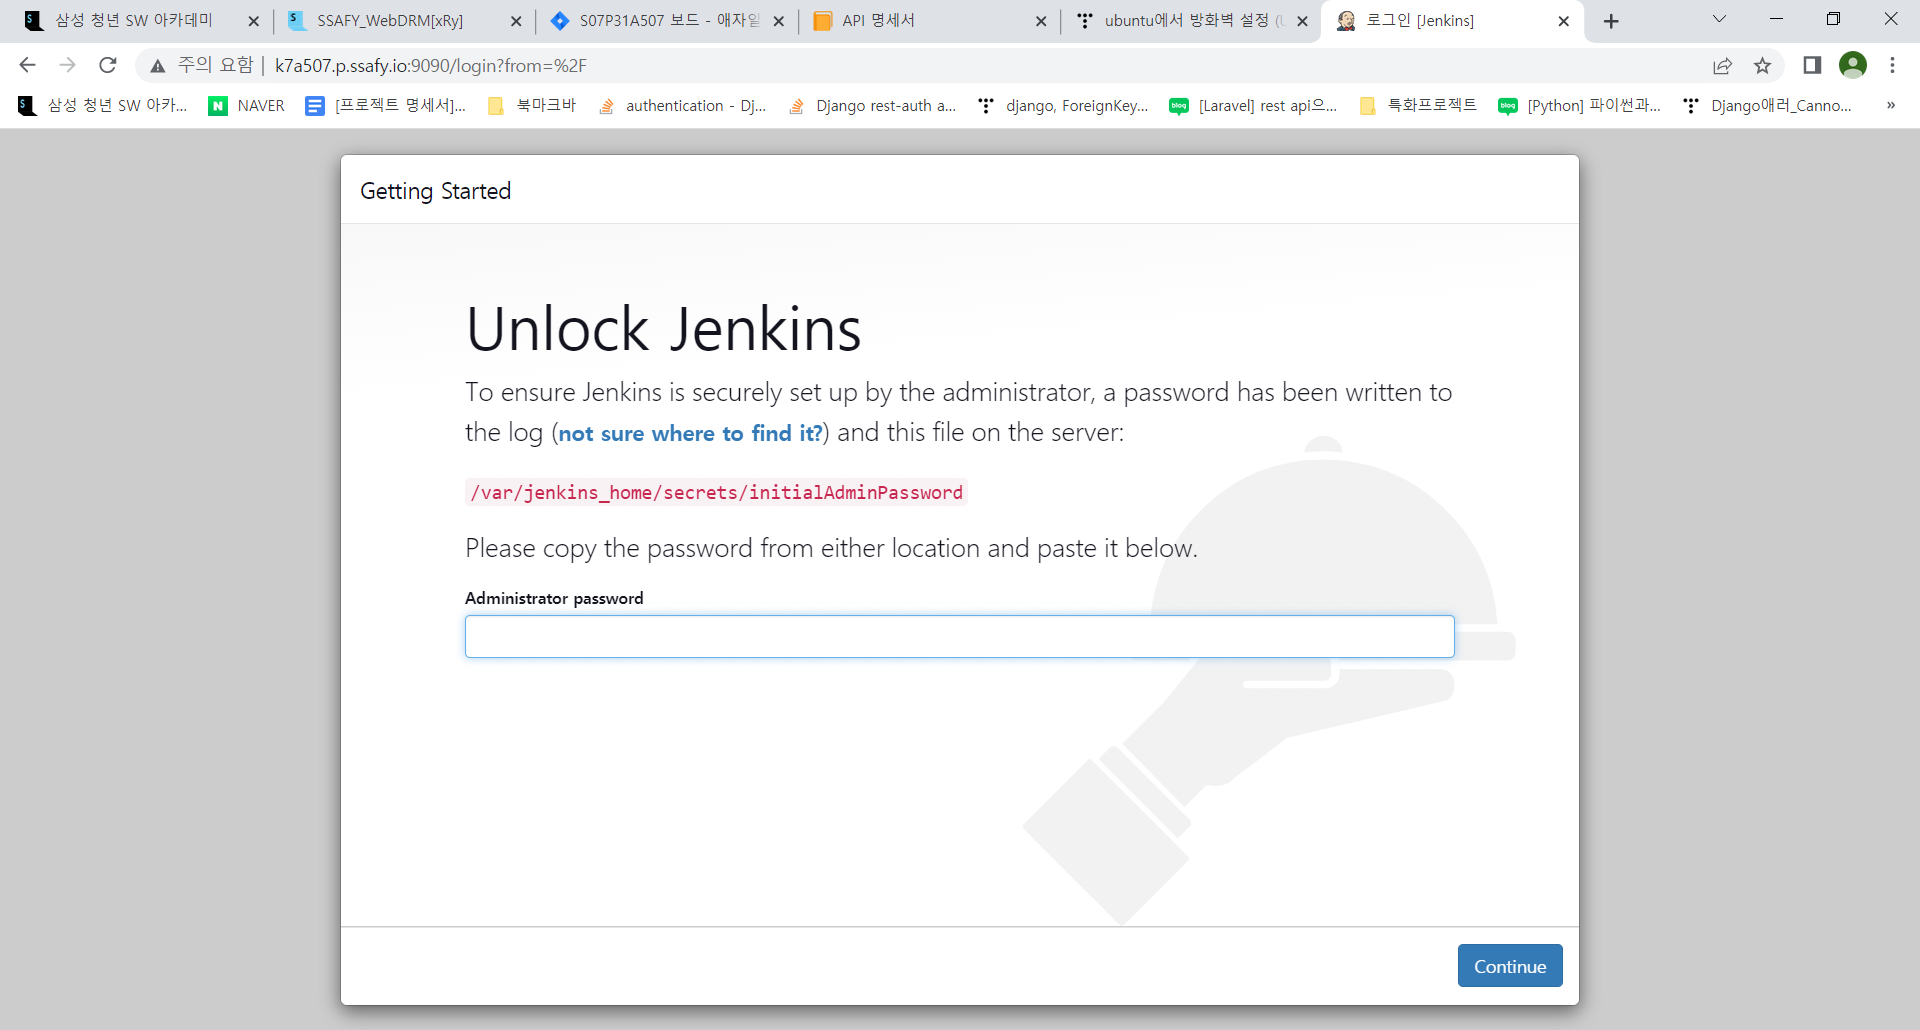 삼성 청년 SW 아카데미
SSAFY_WebDRM[xRy]
S07P31A507 보드 - 애자일
API 명세서
ubuntu에서 방화벽 설정 (U
로그인 [Jenkins]
주의 요함 | k7a507.p.ssafy.io:9090/login?from=%2F
삼성 청년 SW 아카...
NAVER
[프로젝트 명세서]...
북마크바
authentication - Dj...
Django rest-auth a...
django, ForeignKey...
[Laravel] rest api으...
특화프로젝트
[Python] 파이썬과...
Django애러_Canno...
»
Getting Started
Unlock Jenkins
To ensure Jenkins is securely set up by the administrator, a password has been written to
the log (not sure where to find it?) and this file on the server:
/var/jenkins_home/secrets/initialAdminPassword
Please copy the password from either location and paste it below.
Administrator password
Continue